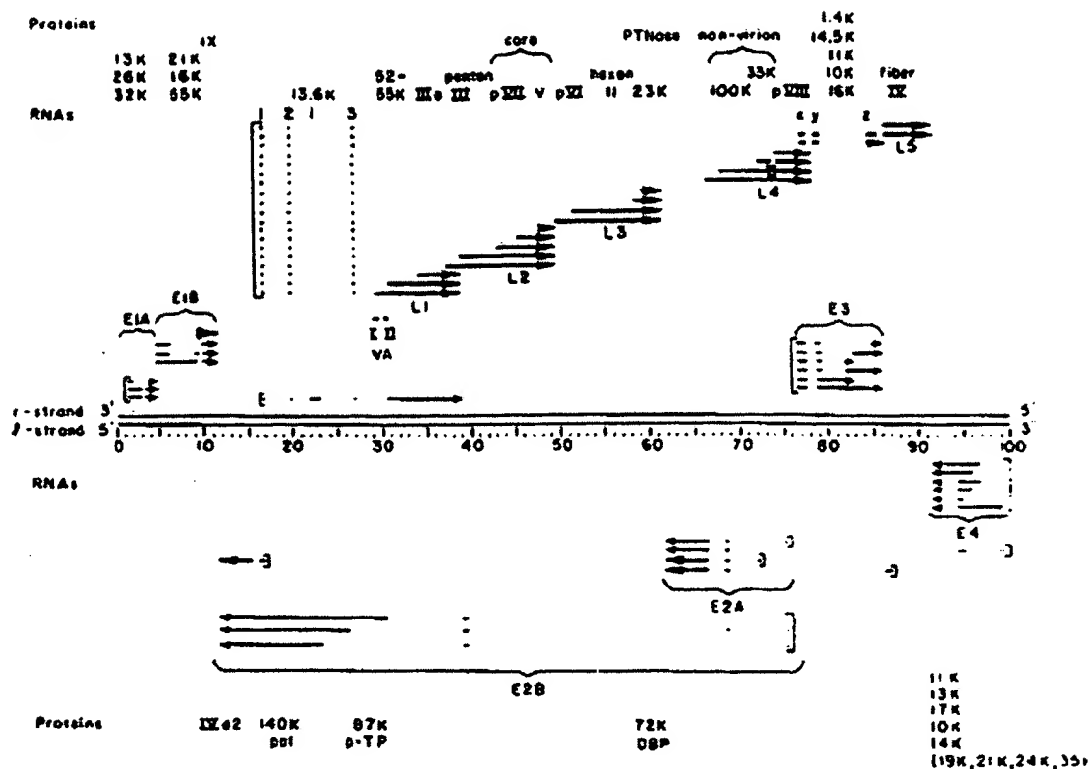 Proteins
1.4K
1X core PTNase non-virion 14.5K
13K 21K 11K
26K 16K 52- penton hexon 33K 10K fiber
32K 55K 13.6K 55K IIIa III pVII V pVI II 23K 100K pVIII 16K IV
RNAs 1 2 i 3 x y z
L5
L4
L3
L2
L1
E1B
E1A I II E3
VA
r-strand 3' 5'
l-strand 5' 3'
0 10 20 30 40 50 60 70 80 90 100
RNAs
E4
E2A
E2B
11K
13K
Proteins IVa2 140K 87K 72K 17K
pol p-TP DBP 10K
14K
(19K,21K,24K,35)